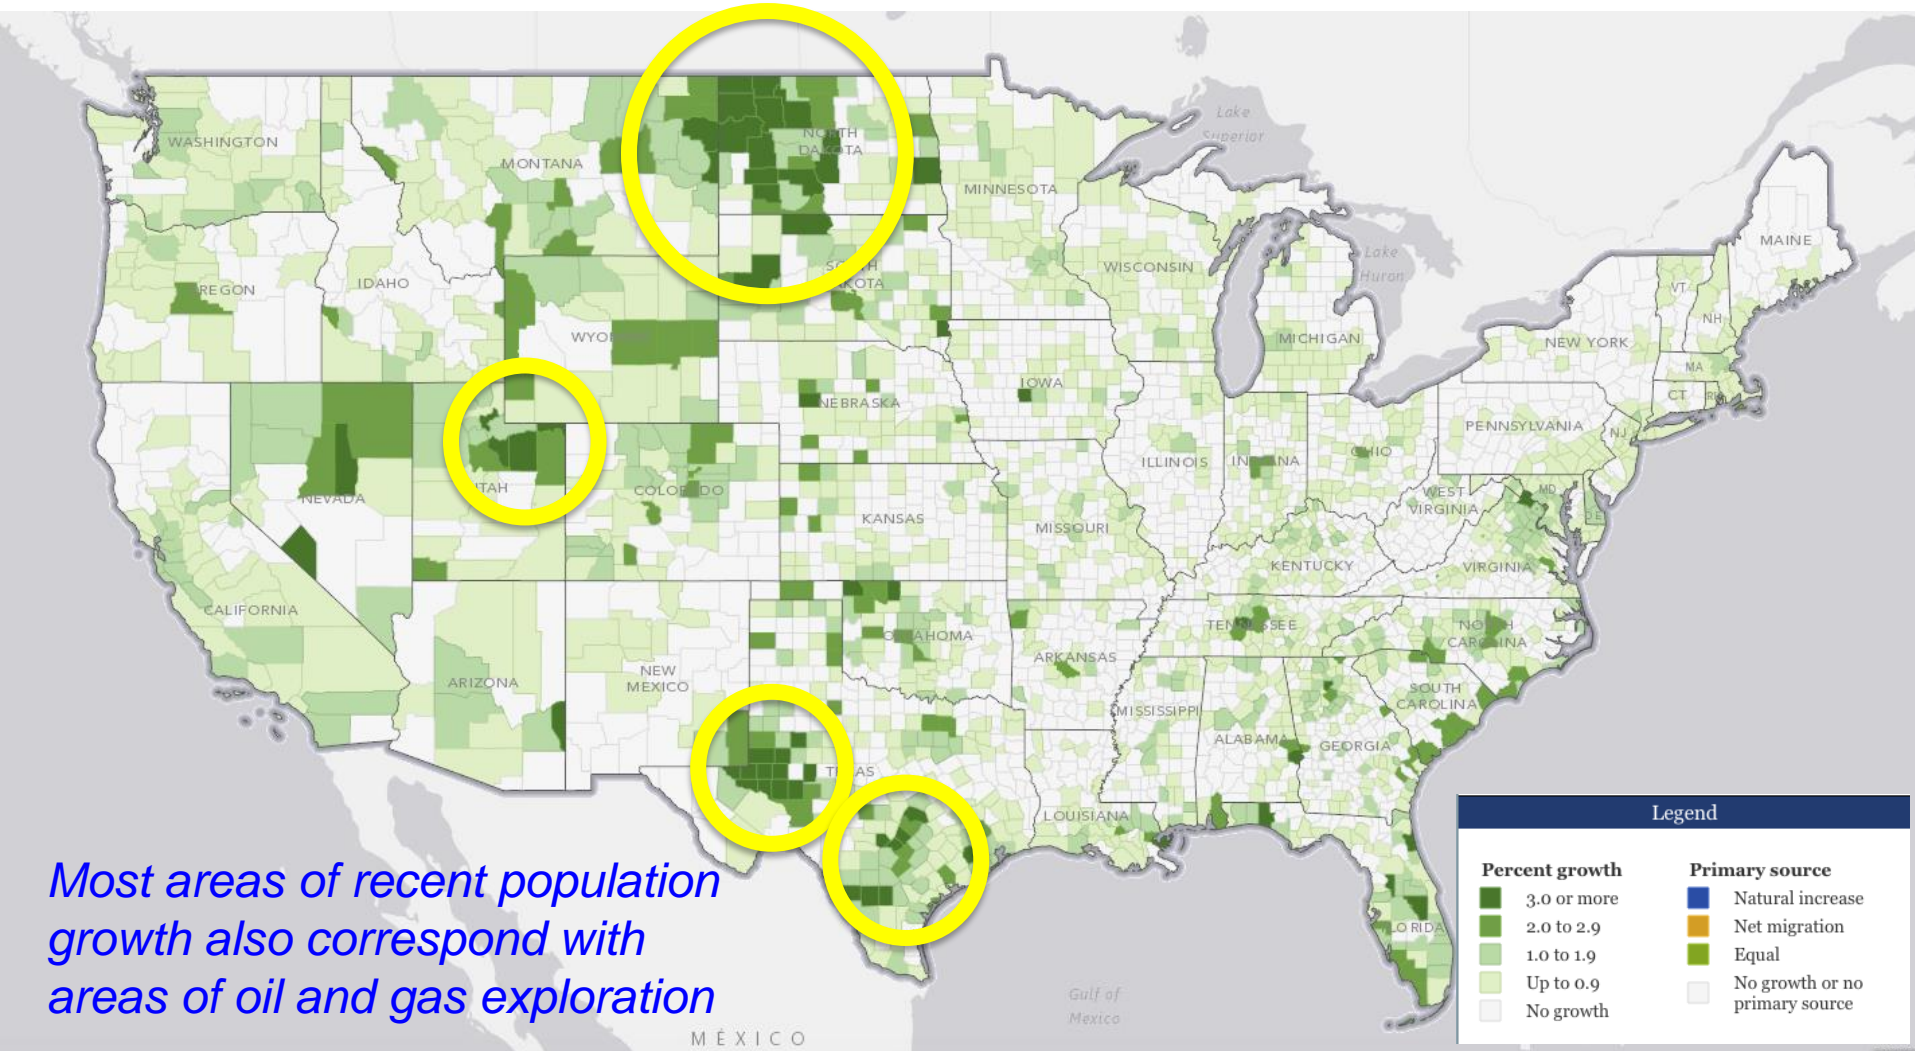 Lake
Superior
WASHINGTON
NORTH
DAKOTA
MONTANA
MINNESOTA
MAINE
Lake
Huron
WISCONSIN
SOUTH
DAKOTA
OREGON
IDAHO
VT
NH
WYOMING
MICHIGAN
NEW YORK
MA
CT
RI
IOWA
NEBRASKA
PENNSYLVANIA
NJ
ILLINOIS
INDIANA
OHIO
UTAH
NEVADA
COLORADO
MD
WEST
VIRGINIA
DE
KANSAS
MISSOURI
KENTUCKY
VIRGINIA
CALIFORNIA
TENNESSEE
NORTH
CAROLINA
OKLAHOMA
ARKANSAS
NEW
MEXICO
ARIZONA
SOUTH
CAROLINA
MISSISSIPPI
ALABAMA
GEORGIA
TEXAS
LOUISIANA
FLORIDA
Gulf of
Mexico
MÉXICO
Most areas of recent population
growth also correspond with
areas of oil and gas exploration
Legend
Percent growth
3.0 or more
2.0 to 2.9
1.0 to 1.9
Up to 0.9
No growth
Primary source
Natural increase
Net migration
Equal
No growth or no
primary source